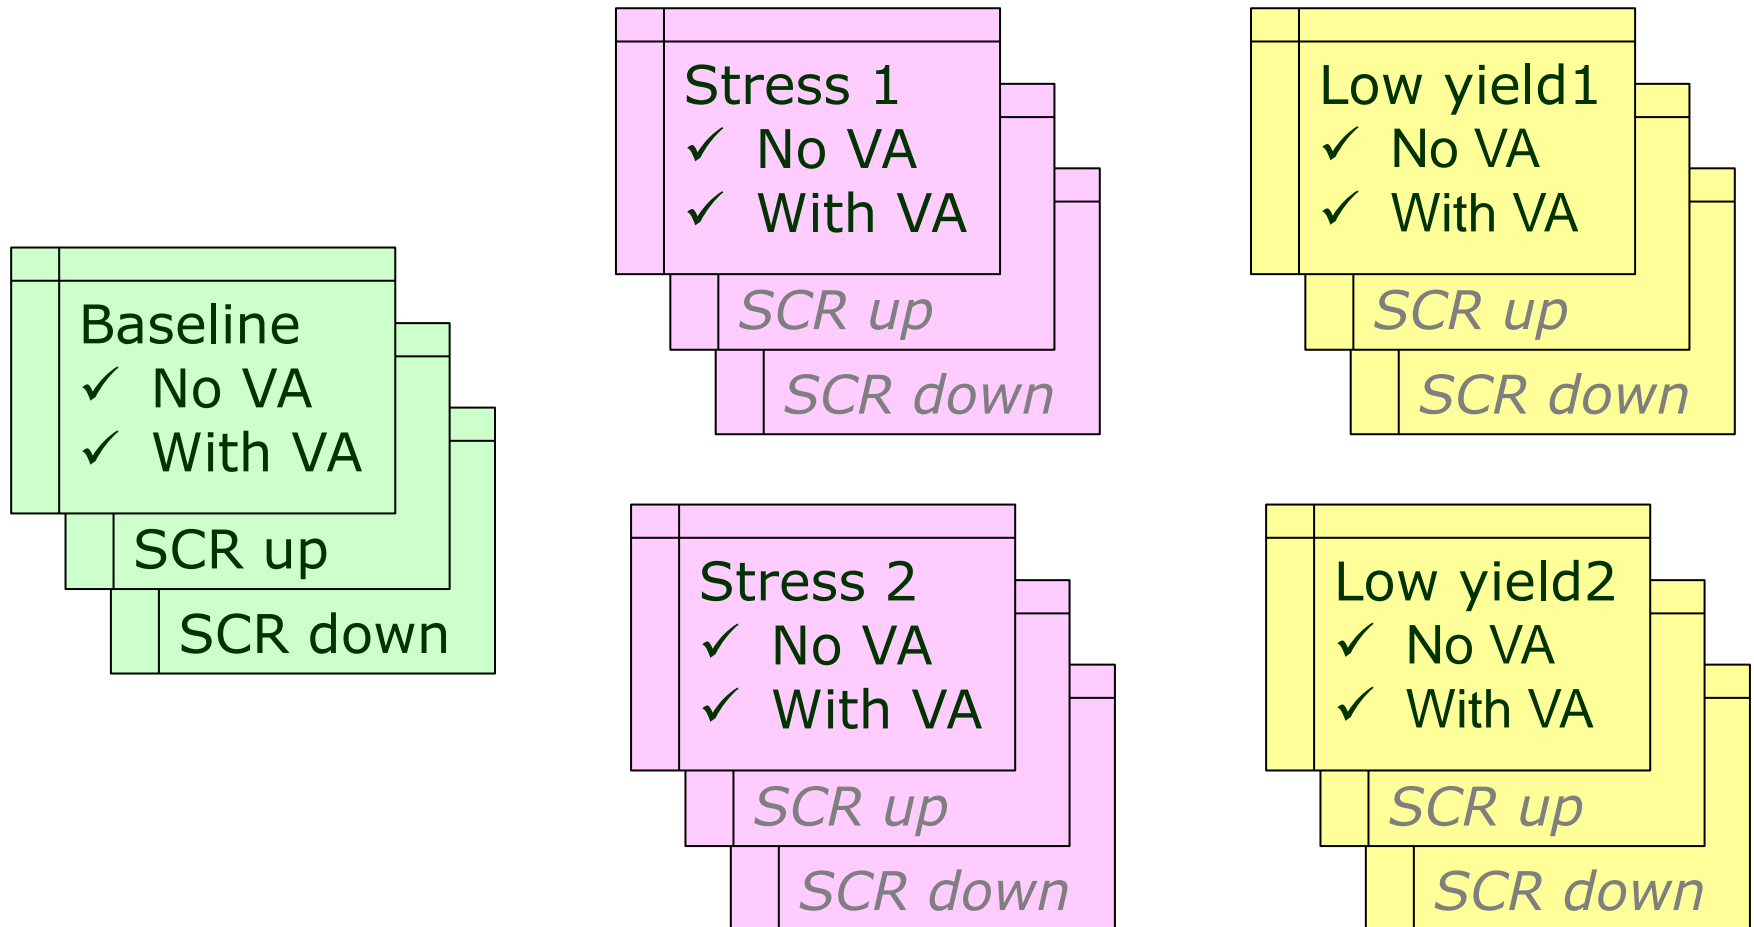 Baseline
✓ No VA
✓ With VA
SCR up
SCR down
Stress 1
✓ No VA
✓ With VA
SCR up
SCR down
Low yield1
✓ No VA
✓ With VA
SCR up
SCR down
Stress 2
✓ No VA
✓ With VA
SCR up
SCR down
Low yield2
✓ No VA
✓ With VA
SCR up
SCR down